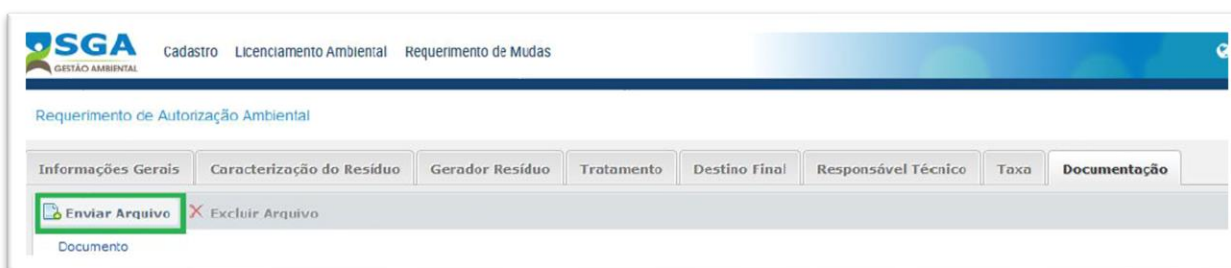 SGA
GESTÃO AMBIENTAL
Cadastro Licenciamento Ambiental Requerimento de Mudas
Requerimento de Autorização Ambiental
Informações Gerais Caracterização do Resíduo Gerador Resíduo Tratamento Destino Final Responsável Técnico Taxa Documentação
Enviar Arquivo Excluir Arquivo
Documento